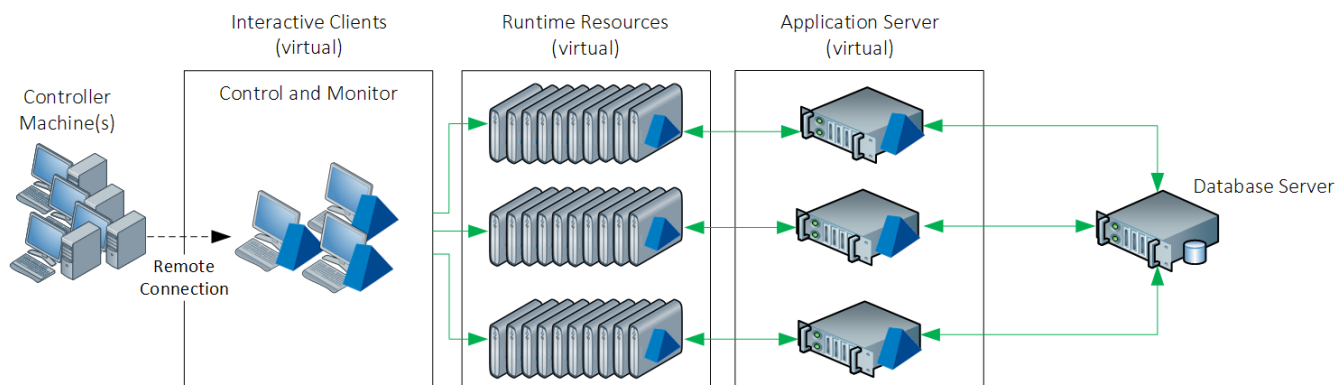 Interactive Clients
(virtual)
Runtime Resources
(virtual)
Application Server
(virtual)
Controller
Machine(s)
Control and Monitor
Database Server
Remote
Connection